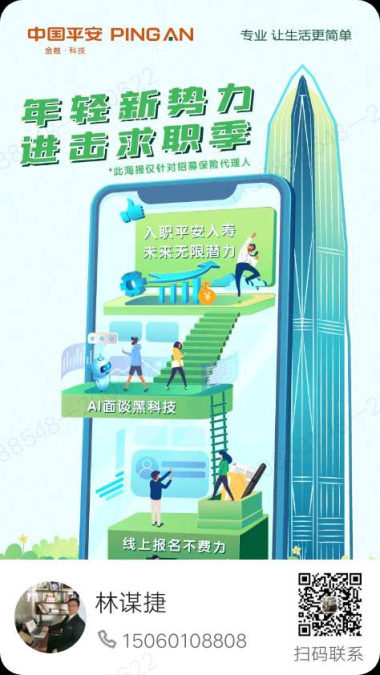 中国平安 PING AN
金融·科技
专业 让生活更简单
年轻新势力
进击求职季
*此海报仅针对招募保险代理人
入职平安人寿
未来无限潜力
AI面谈黑科技
线上报名不费力
林谋捷
15060108808
扫码联系